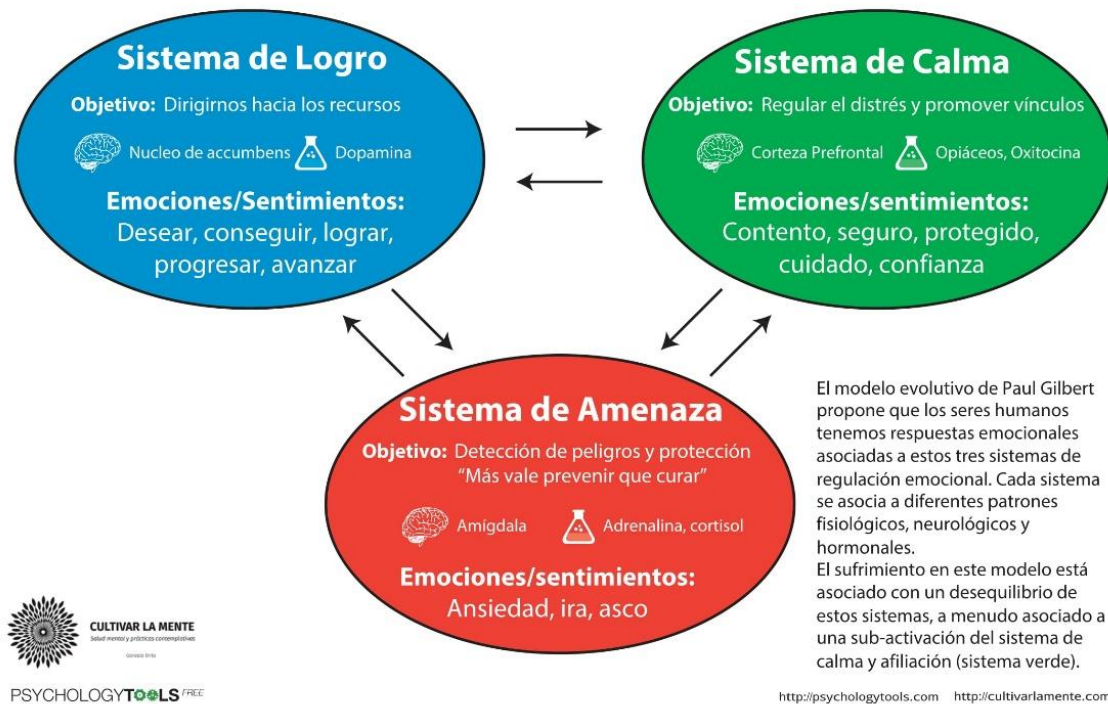 Sistema de Logro
Objetivo: Dirigirnos hacia los recursos
Nucleo de accumbens
Dopamina
Emociones/Sentimientos:
Desear, conseguir, lograr,
progresar, avanzar
Sistema de Calma
Objetivo: Regular el distrés y promover vínculos
Corteza Prefrontal
Opiáceos, Oxitocina
Emociones/sentimientos:
Contento, seguro, protegido,
cuidado, confianza
Sistema de Amenaza
Objetivo: Detección de peligros y protección
“Más vale prevenir que curar”
Amígdala
Adrenalina, cortisol
Emociones/sentimientos:
Ansiedad, ira, asco
El modelo evolutivo de Paul Gilbert
propone que los seres humanos
tenemos respuestas emocionales
asociadas a estos tres sistemas de
regulación emocional. Cada sistema
se asocia a diferentes patrones
fisiológicos, neurológicos y
hormonales.
El sufrimiento en este modelo está
asociado con un desequilibrio de
estos sistemas, a menudo asociado a
una sub-activación del sistema de
calma y afiliación (sistema verde).
CULTIVAR LA MENTE
Salud mental y prácticas contemplativas
PSYCHOLOGYTOOLS FREE
http://psychologytools.com
http://cultivarlamente.com